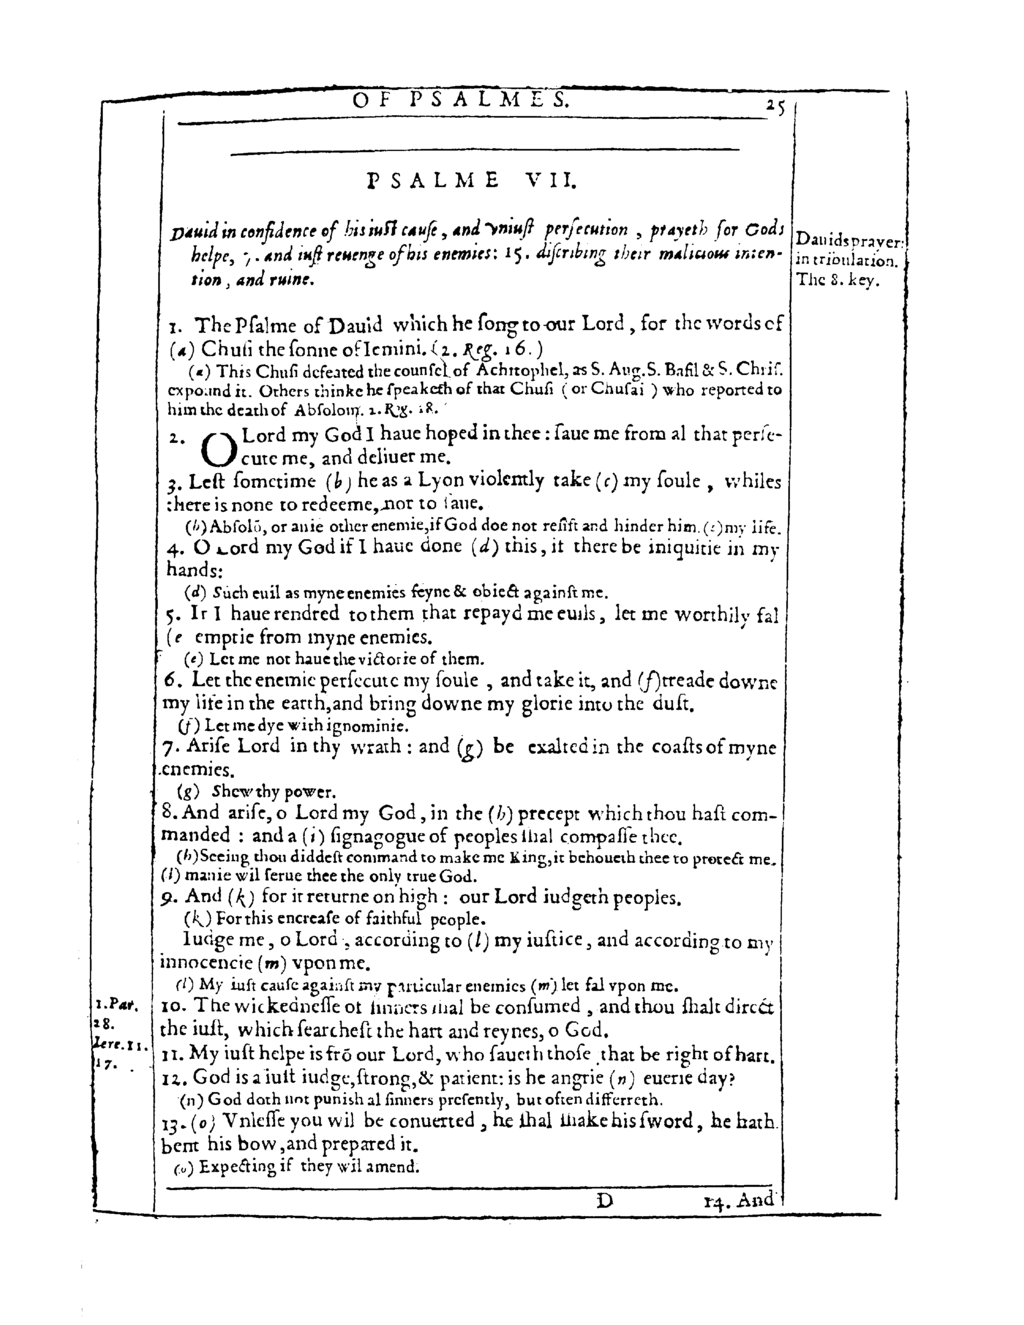 OF PSALMES. 25
PSALME VII.
Dauid in confidence of his iust cause, and vniust persecution, prayeth for Gods
helpe, 7. and iust reuenge of his enemies: 15. discribing their malicious inten-
tion, and ruine.
Dauids prayer
in tribulation.
The 8. key.
1. The Psalme of Dauid which he song to our Lord, for the words of
(a) Chusi the sonne of Iemini. (2. Reg. 16.)
(a) This Chusi defeated the counsel of Achitophel, as S. Aug. S. Basil & S. Chris.
expound it. Others thinke he speaketh of that Chusi (or Chusai) who reported to
him the death of Absolom. 2. Reg. 18.
2. O Lord my God I haue hoped in thee: saue me from al that perse-
cute me, and deliuer me.
3. Lest sometime (b) he as a Lyon violently take (c) my soule, whiles
there is none to redeeme, nor to saue.
(b) Absolõ, or anie other enemie, if God doe not resist and hinder him. (c) my life.
4. O Lord my God if I haue done (d) this, if there be iniquitie in my
hands:
(d) Such euil as myne enemies feyne & obiect against me.
5. If I haue rendred to them that repayd me euils, let me worthily fal
(e emptie from myne enemies.
(e) Let me not haue the victorie of them.
6. Let the enemie persecute my soule, and take it, and (f) treade downe
my life in the earth, and bring downe my glorie into the dust.
(f) Let me dye with ignominie.
7. Arise Lord in thy wrath: and (g) be exalted in the coasts of myne
enemies.
(g) Shew thy power.
8. And arise, o Lord my God, in the (h) precept which thou hast com-
manded: and a (i) signagogue of peoples shal compasse thee.
(h) Seeing thou diddest command to make me King, it behoueth thee to protect me.
(i) manie wil serue thee the only true God.
9. And (k) for it returne on high: our Lord iudgeth peoples.
(k) For this encrease of faithful people.
Iudge me, o Lord, according to (l) my iustice, and according to my
innocencie (m) vpon me.
(l) My iust cause against my particular enemies (m) let fal vpon me.
1. Par.
28.
Iere. 11.
17.
10. The wickednesse of sinners shal be consumed, and thou shalt direct
the iust, which searchest the hart and reynes, o God.
11. My iust helpe is frõ our Lord, who saueth those that be right of hart.
12. God is a iust iudge, strong, & patient: is he angrie (n) euerie day?
(n) God doth not punish al sinners presently, but often differreth.
13. (o) Vnlesse you wil be conuerted, he shal shake his sword, he hath
bent his bow, and prepared it.
(o) Expecting if they wil amend.
D 14. And